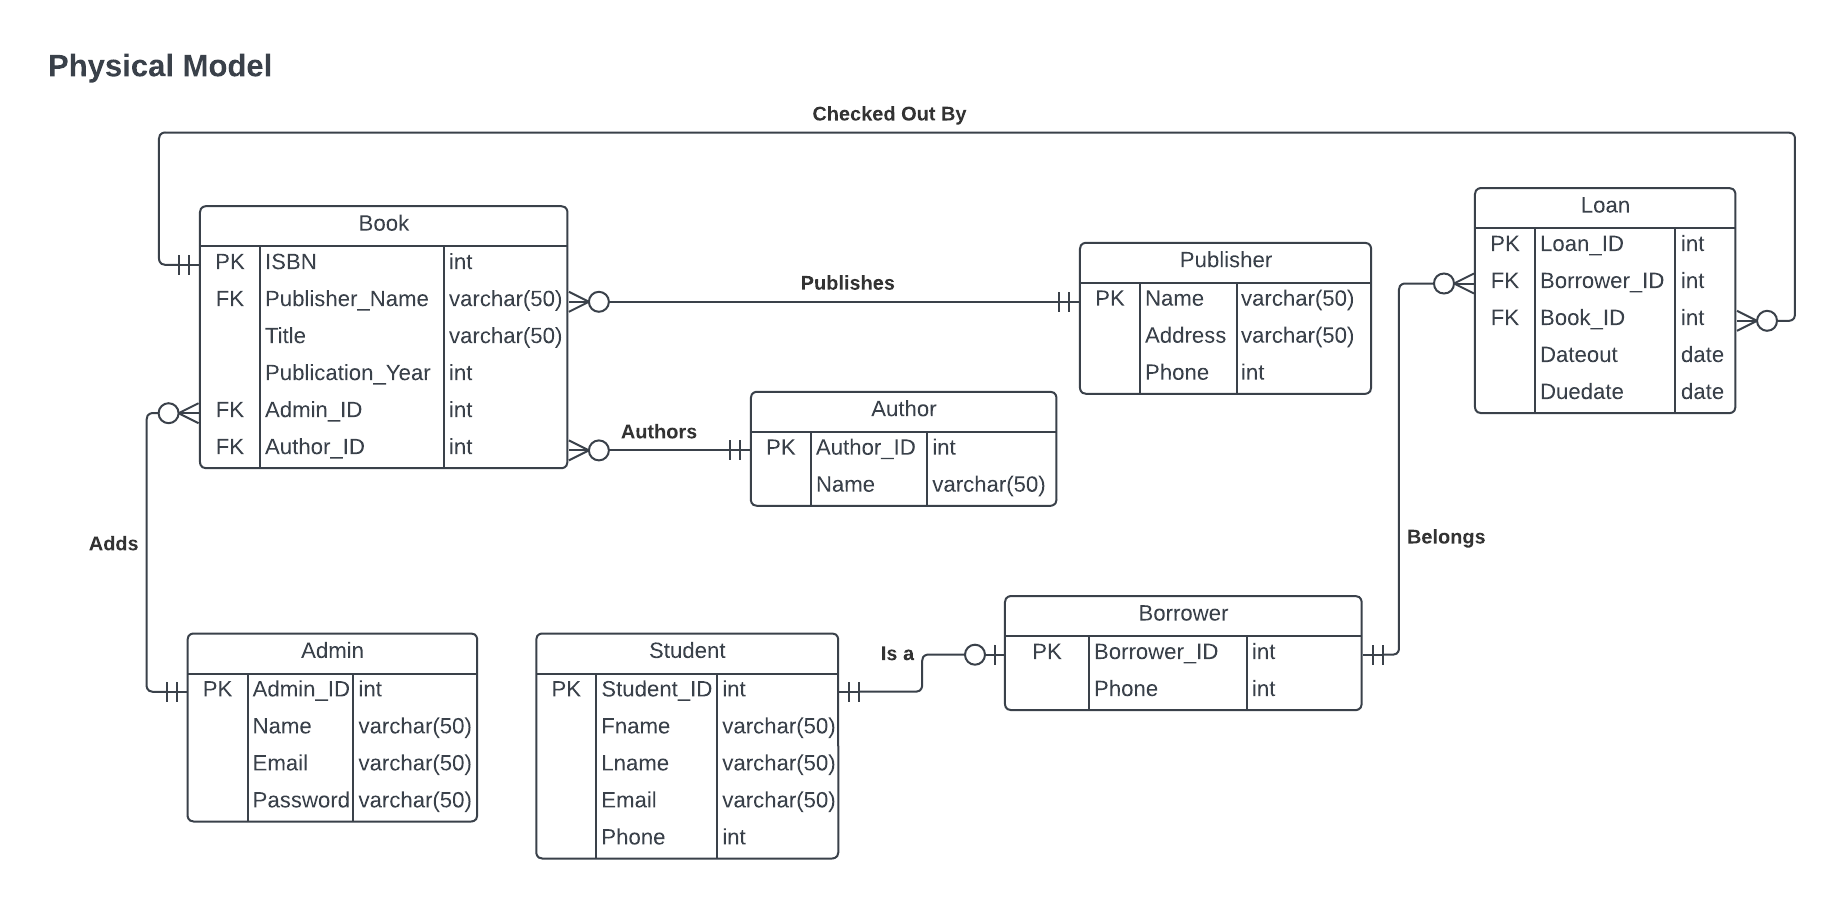 Physical Model
Checked Out By
Book
PK ISBN int
FK Publisher_Name varchar(50)
Title varchar(50)
Publication_Year int
FK Admin_ID int
FK Author_ID int
Publishes
Publisher
PK Name varchar(50)
Address varchar(50)
Phone int
Loan
PK Loan_ID int
FK Borrower_ID int
FK Book_ID int
Dateout date
Duedate date
Authors
Author
PK Author_ID int
Name varchar(50)
Adds
Belongs
Admin
PK Admin_ID int
Name varchar(50)
Email varchar(50)
Password varchar(50)
Student
PK Student_ID int
Fname varchar(50)
Lname varchar(50)
Email varchar(50)
Phone int
Is a
Borrower
PK Borrower_ID int
Phone int